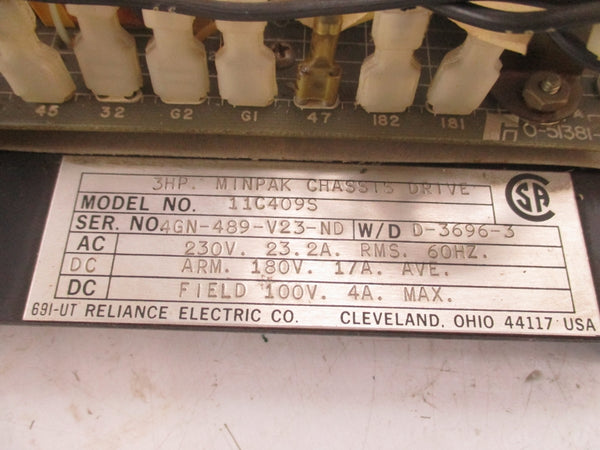 45 32 G2 G1 47 182 181
A
0-51381-
3HP. MINPAK CHASSIS DRIVE
MODEL NO. 11C409S
SER. NO. 4GN-489-V23-ND W/D D-3696-3
AC 230V. 23.2A. RMS. 60HZ.
DC ARM. 180V. 17A. AVE.
DC FIELD 100V. 4A. MAX.
691-UT RELIANCE ELECTRIC CO. CLEVELAND, OHIO 44117 USA
CSA